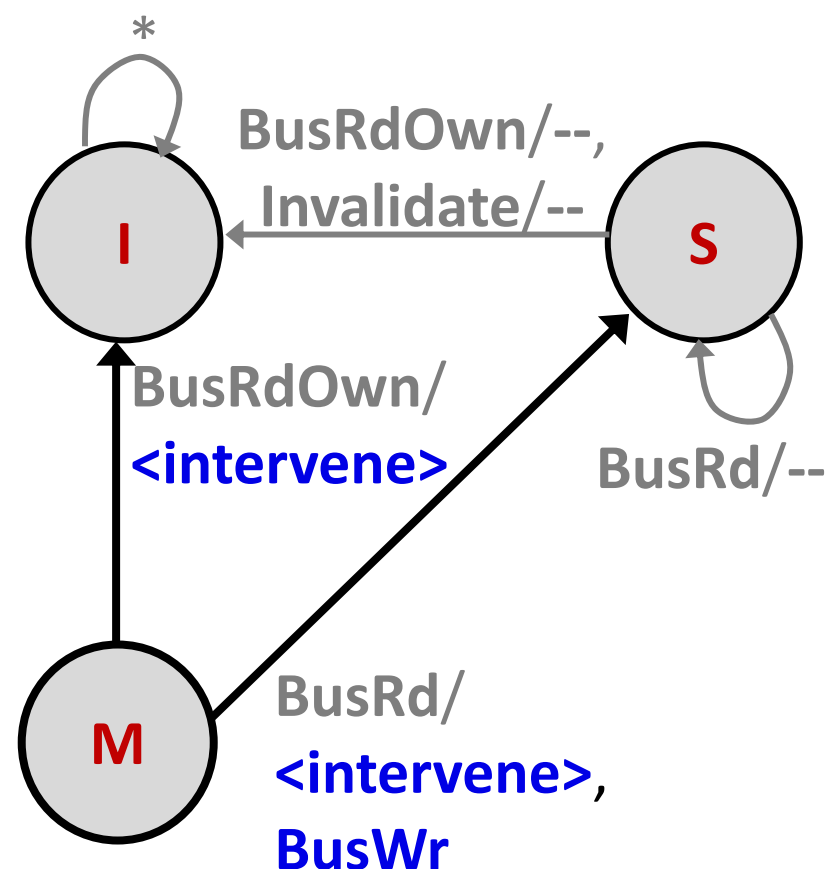 *
BusRdOwn/--,
Invalidate/--
I
S
BusRdOwn/
<intervene>
BusRd/--
M
BusRd/
<intervene>,
BusWr